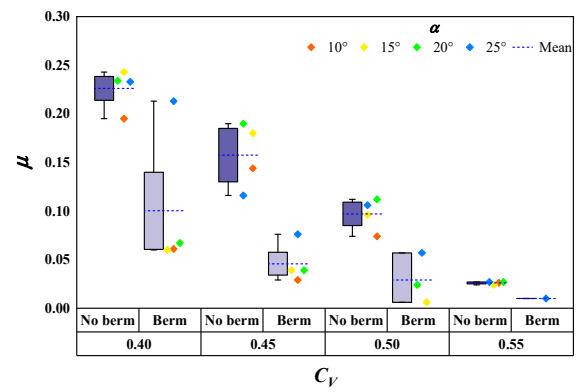 α
10° 15° 20° 25° Mean
0.30
0.25
0.20
0.15
0.10
0.05
0.00
μ
No berm Berm No berm Berm No berm Berm No berm Berm
0.40 0.45 0.50 0.55
C_V